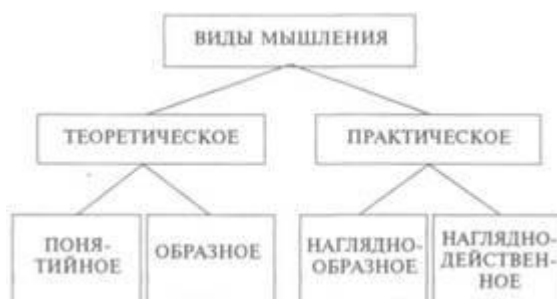 ВИДЫ МЫШЛЕНИЯ
ТЕОРЕТИЧЕСКОЕ
ПРАКТИЧЕСКОЕ
ПОНЯ-
ТИЙНОЕ
ОБРАЗНОЕ
НАГЛЯДНО-
ОБРАЗНОЕ
НАГЛЯДНО-
ДЕЙСТВЕН-
НОЕ